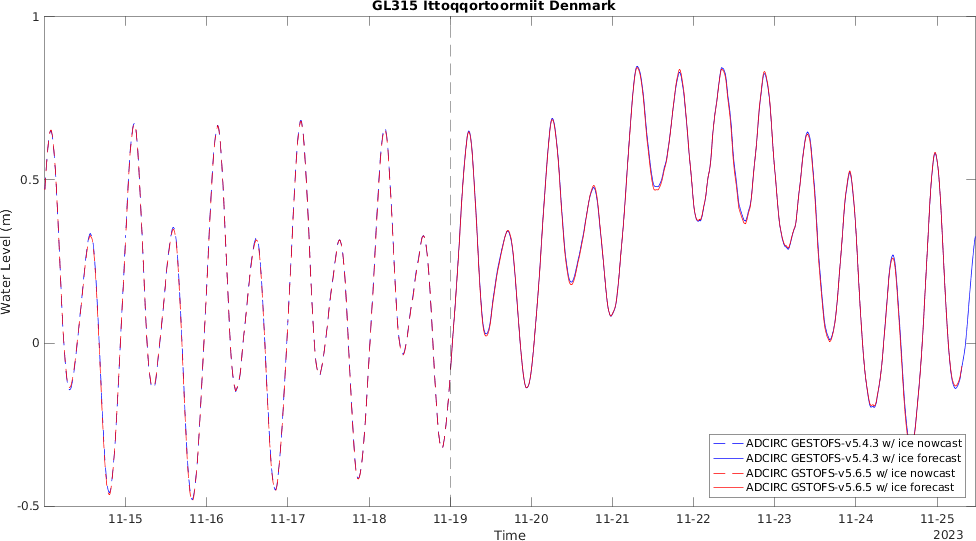 GL315 Ittoqqortoormiit Denmark
1
0.5
0
-0.5
Water Level (m)
ADCIRC GESTOFS-v5.4.3 w/ ice nowcast
ADCIRC GESTOFS-v5.4.3 w/ ice forecast
ADCIRC GSTOFS-v5.6.5 w/ ice nowcast
ADCIRC GSTOFS-v5.6.5 w/ ice forecast
11-15 11-16 11-17 11-18 11-19 11-20 11-21 11-22 11-23 11-24 11-25
Time 2023